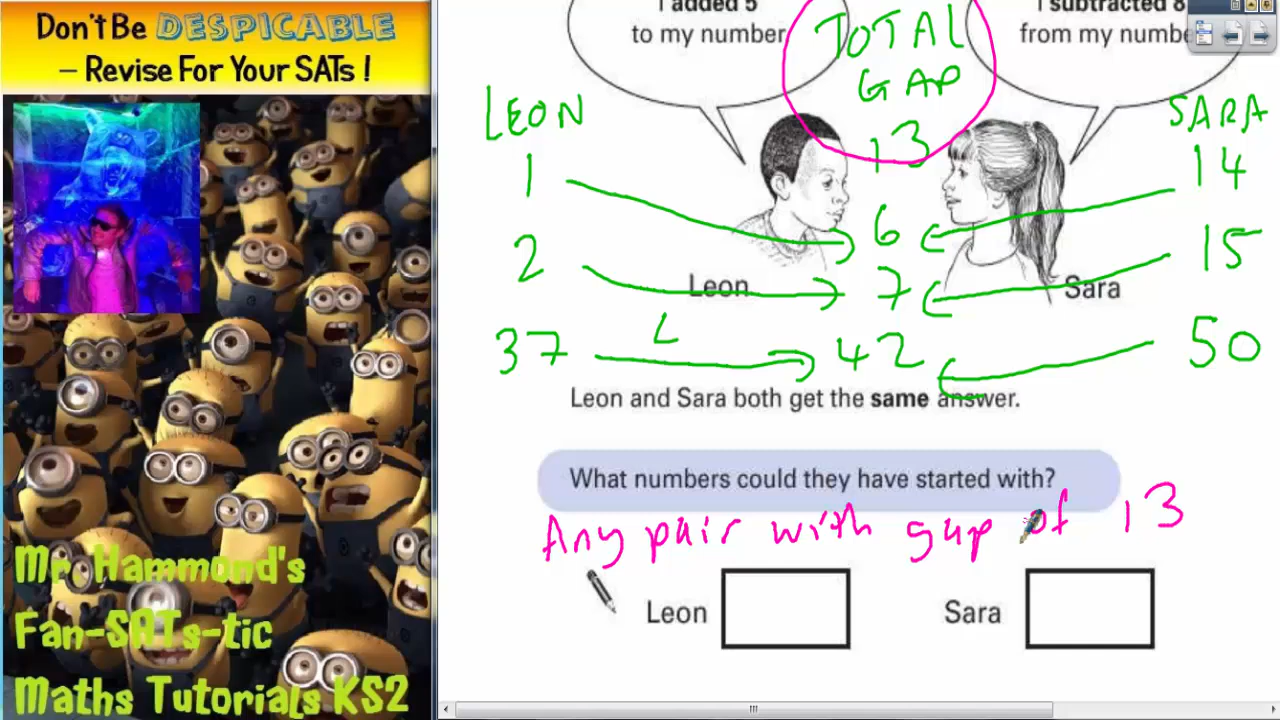 Don't Be DESPICABLE
– Revise For Your SATs !
Mr. Hammond's
Fan-SATs-tic
Maths Tutorials KS2
I added 5
to my number
I subtracted 8
from my numbe
TOTAL
GAP
13
LEON
SARA
1 6 14
2 7 15
Leon
Sara
37 42 50
Leon and Sara both get the same answer.
What numbers could they have started with?
Any pair with gap of 13
Leon
Sara